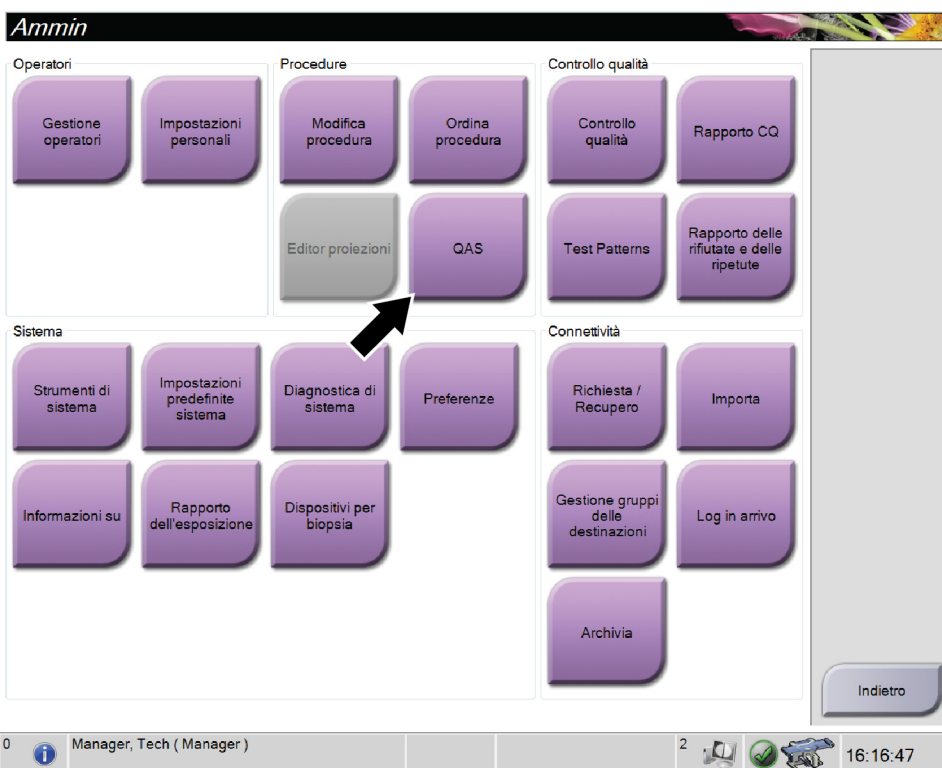 Ammin
Operatori
Gestione
operatori
Impostazioni
personali
Procedure
Modifica
procedura
Ordina
procedura
Editor proiezioni
QAS
Controllo qualità
Controllo
qualità
Rapporto CQ
Test Patterns
Rapporto delle
rifiutate e delle
ripetute
Sistema
Strumenti di
sistema
Impostazioni
predefinite
sistema
Diagnostica di
sistema
Preferenze
Informazioni su
Rapporto
dell'esposizione
Dispositivi per
biopsia
Connettività
Richiesta /
Recupero
Importa
Gestione gruppi
delle
destinazioni
Log in arrivo
Archivia
Indietro
0
Manager, Tech ( Manager )
2
16:16:47